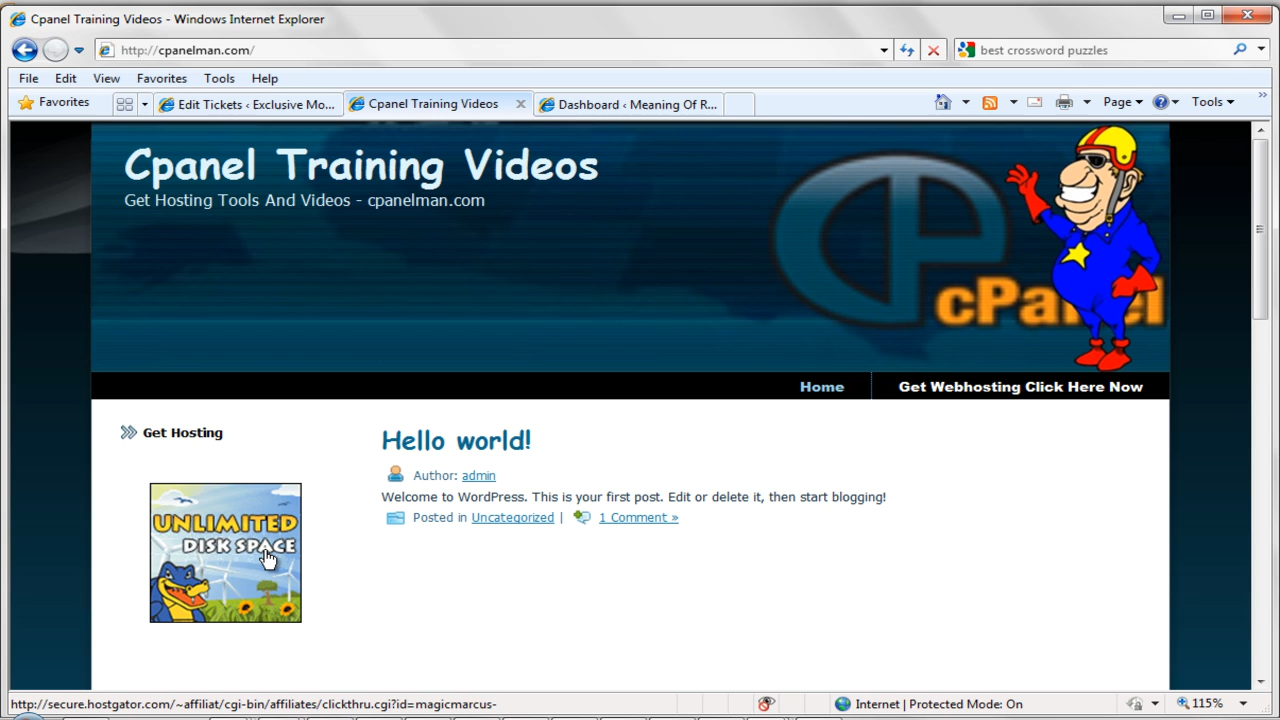 Cpanel Training Videos - Windows Internet Explorer
http://cpanelman.com/
best crossword puzzles
File Edit View Favorites Tools Help
Favorites
Edit Tickets ‹ Exclusive Mo...
Cpanel Training Videos
Dashboard ‹ Meaning Of R...
Page
Tools
Cpanel Training Videos
Get Hosting Tools And Videos - cpanelman.com
cPanel
Home
Get Webhosting Click Here Now
Get Hosting
UNLIMITED
DISK SPACE
Hello world!
Author: admin
Welcome to WordPress. This is your first post. Edit or delete it, then start blogging!
Posted in Uncategorized |
1 Comment »
http://secure.hostgator.com/~affiliat/cgi-bin/affiliates/clickthru.cgi?id=magicmarcus-
Internet | Protected Mode: On
115%